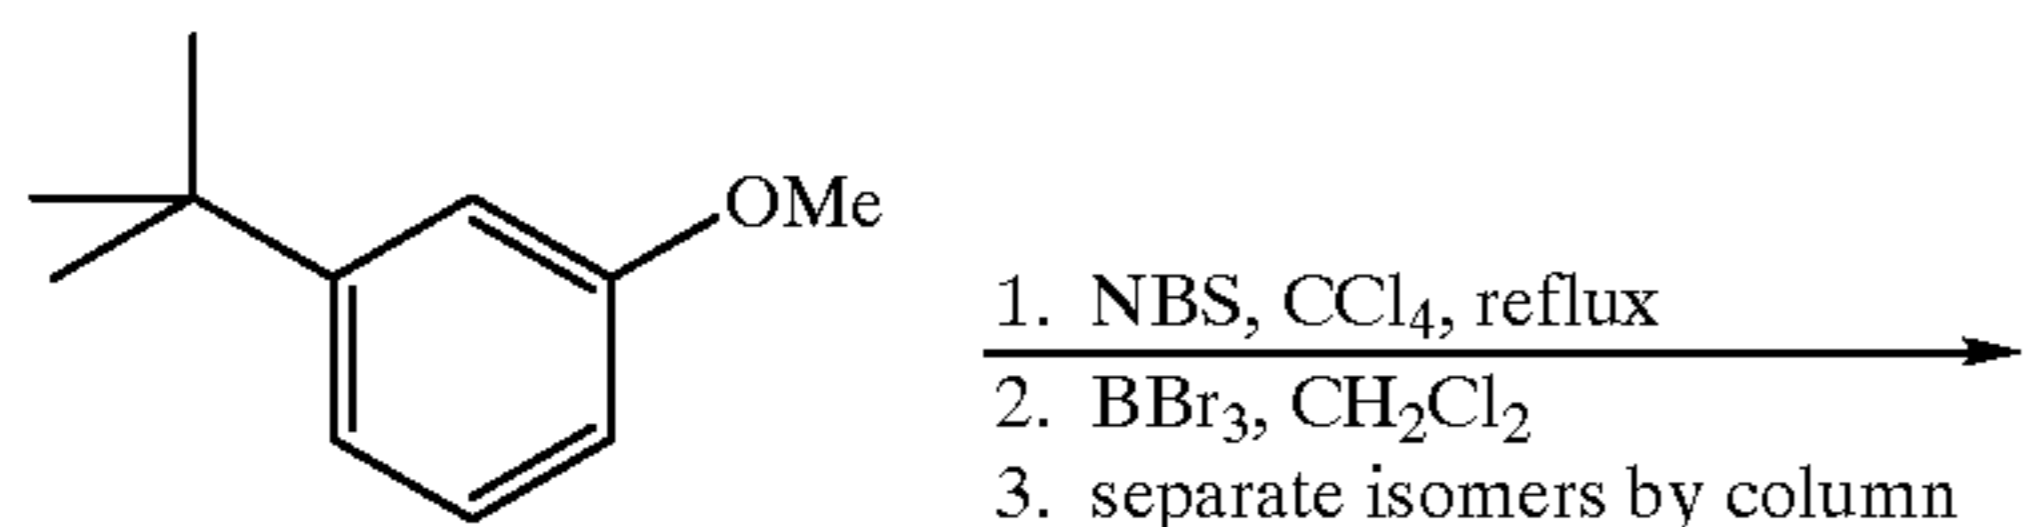 OMe
1. NBS, CCl₄, reflux
2. BBr₃, CH₂Cl₂
3. separate isomers by column